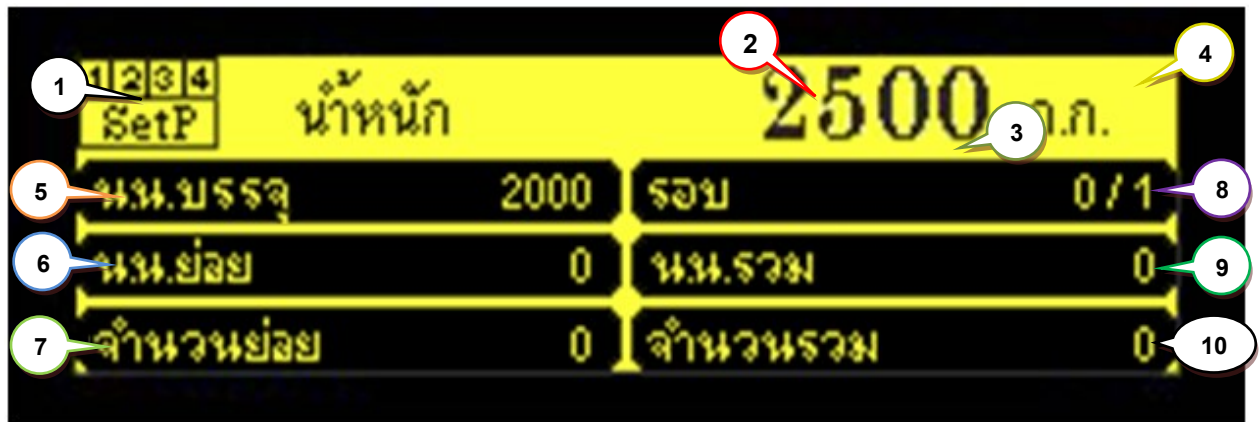 2
4
1
1 2 3 4
SetP
น้ำหนัก
2500
ก.ก.
3
5
น.น.บรรจุ 2000
รอบ 0 / 1
8
6
น.น.ย่อย 0
น.น.รวม 0
9
7
จำนวนย่อย 0
จำนวนรวม 0
10